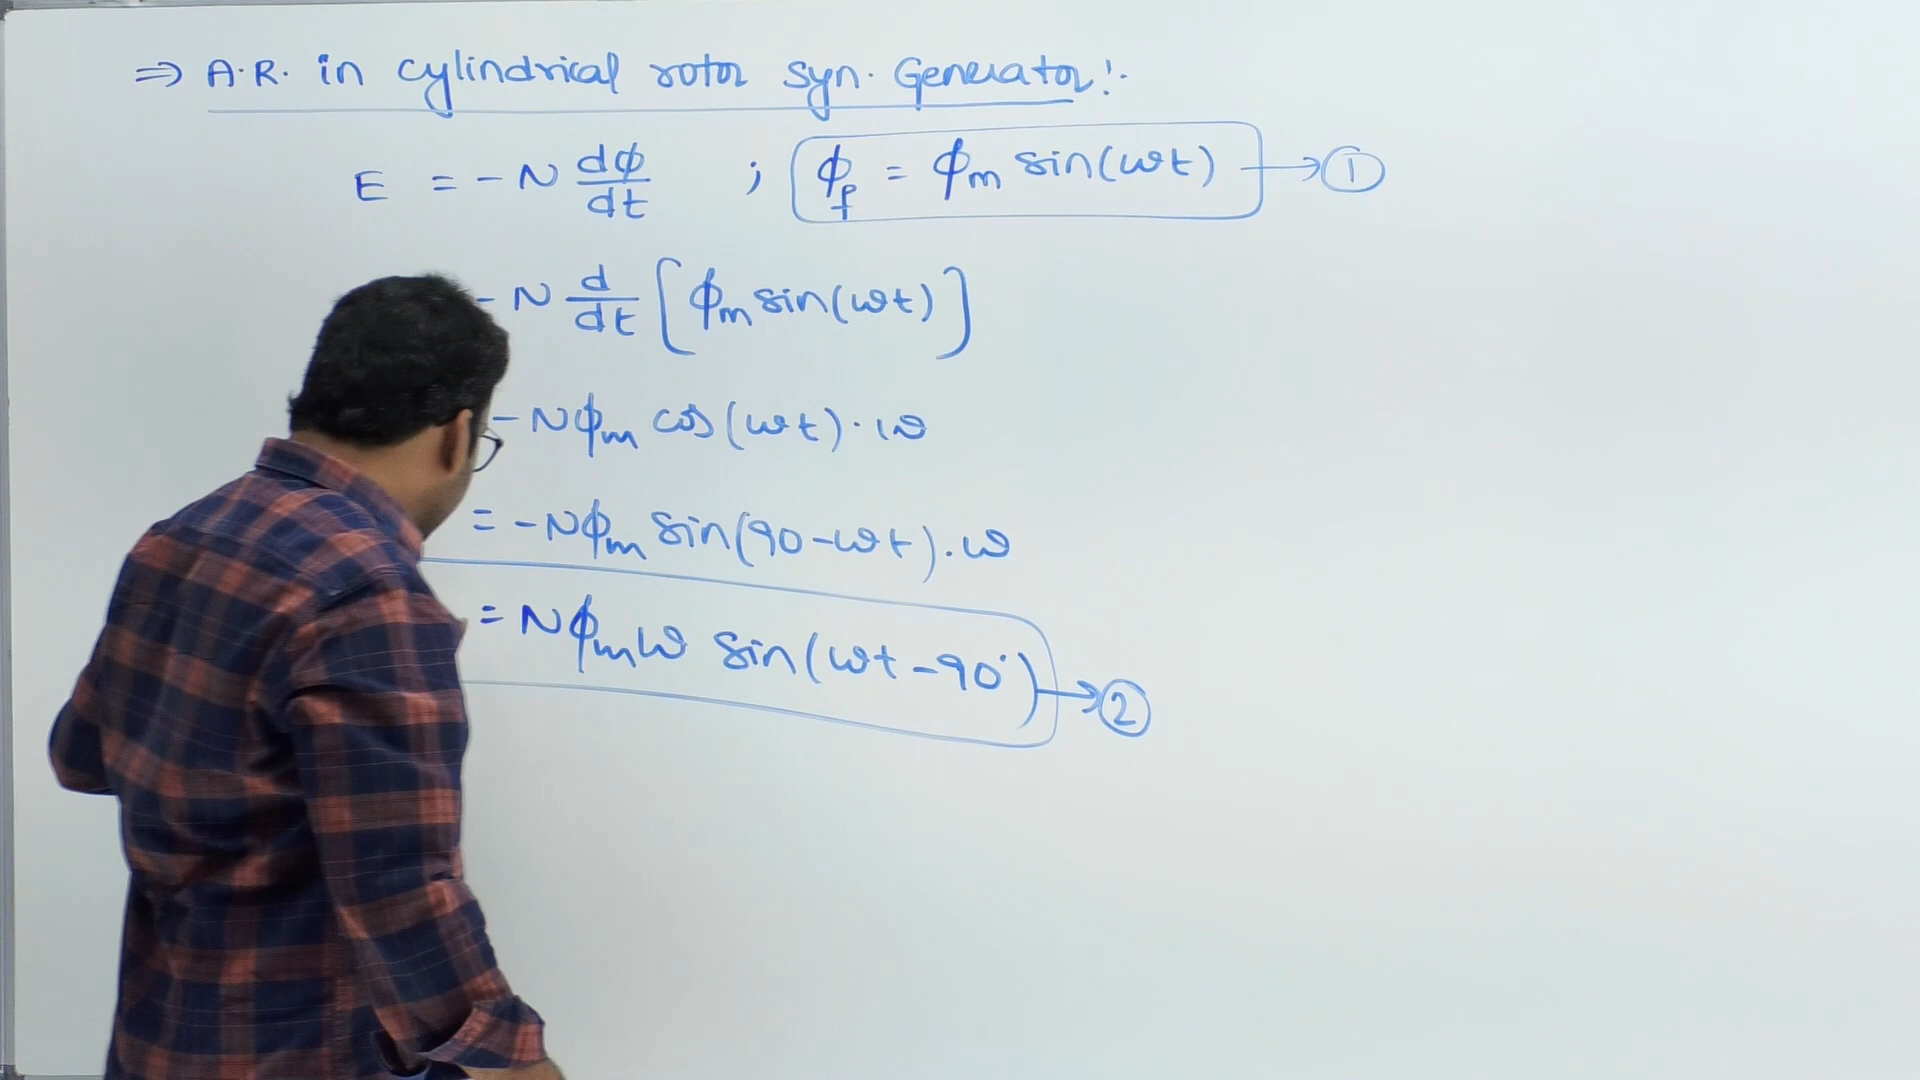 ⇒ A.R. in cylindrical rotor syn. Generator:-
E = -N dϕ/dt ; ϕf = ϕm sin(ωt) → ①
- N d/dt [ϕm sin(ωt)]
- Nϕm cos(ωt)·ω
= -Nϕm sin(90-ωt).ω
= Nϕmω sin(ωt-90°) → ②